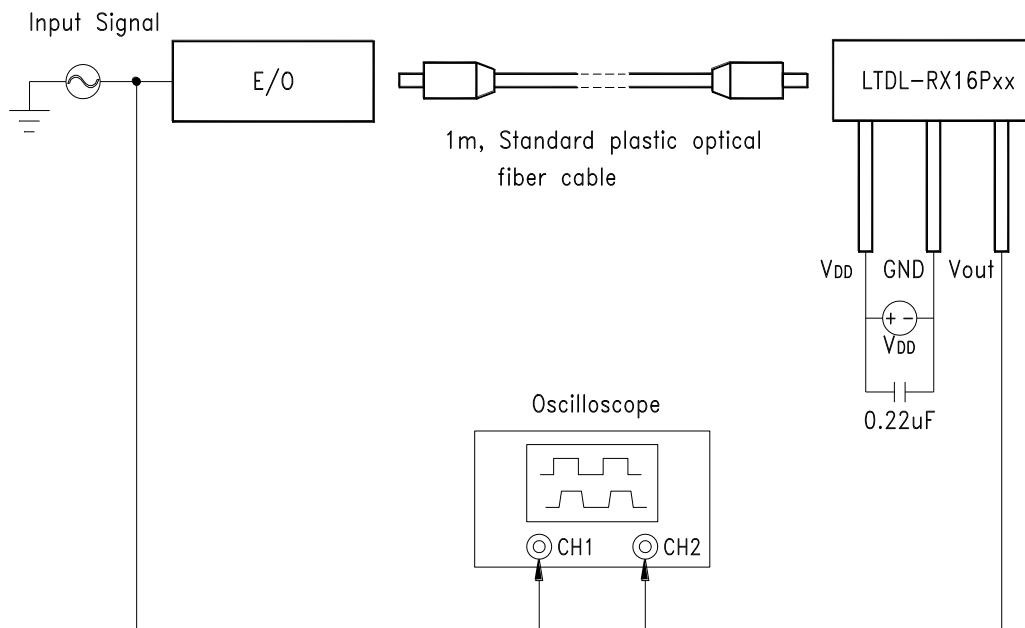 Input Signal
E/O
LTDL-RX16Pxx
1m, Standard plastic optical
fiber cable
VDD GND Vout
+ -
VDD
0.22uF
Oscilloscope
CH1 CH2